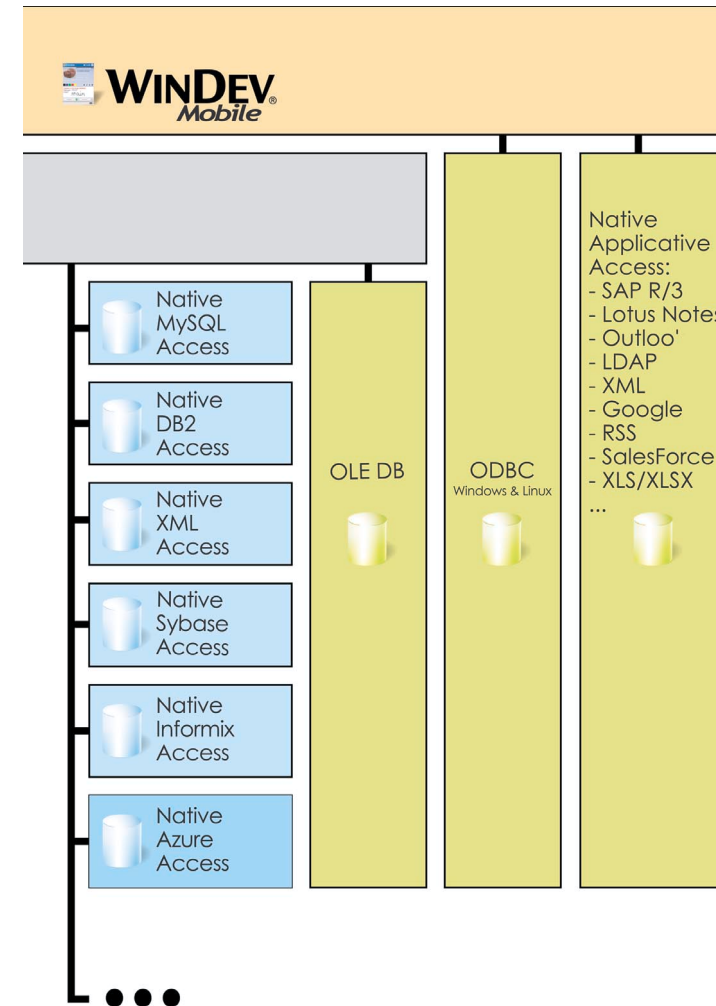 WINDEV®
Mobile
Native
MySQL
Access
Native
DB2
Access
Native
XML
Access
Native
Sybase
Access
Native
Informix
Access
Native
Azure
Access
OLE DB
ODBC
Windows & Linux
Native
Applicative
Access:
- SAP R/3
- Lotus Notes
- Outloo'
- LDAP
- XML
- Google
- RSS
- SalesForce
- XLS/XLSX
...